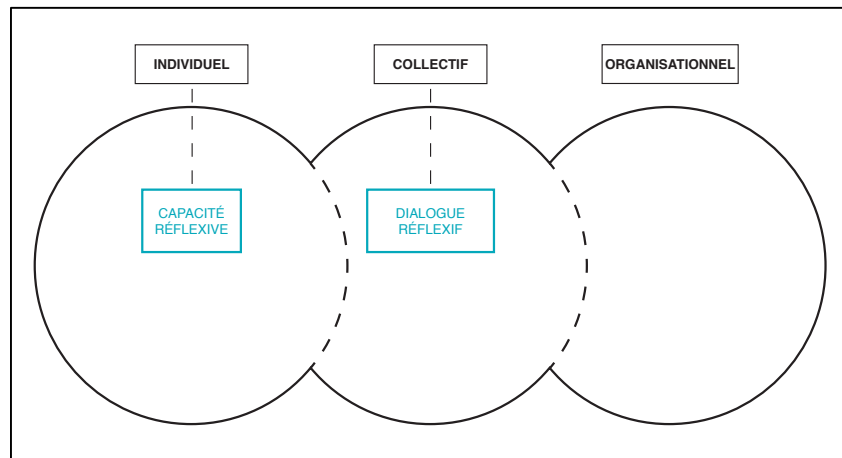 INDIVIDUEL
COLLECTIF
ORGANISATIONNEL
CAPACITÉ
RÉFLEXIVE
DIALOGUE
RÉFLEXIF